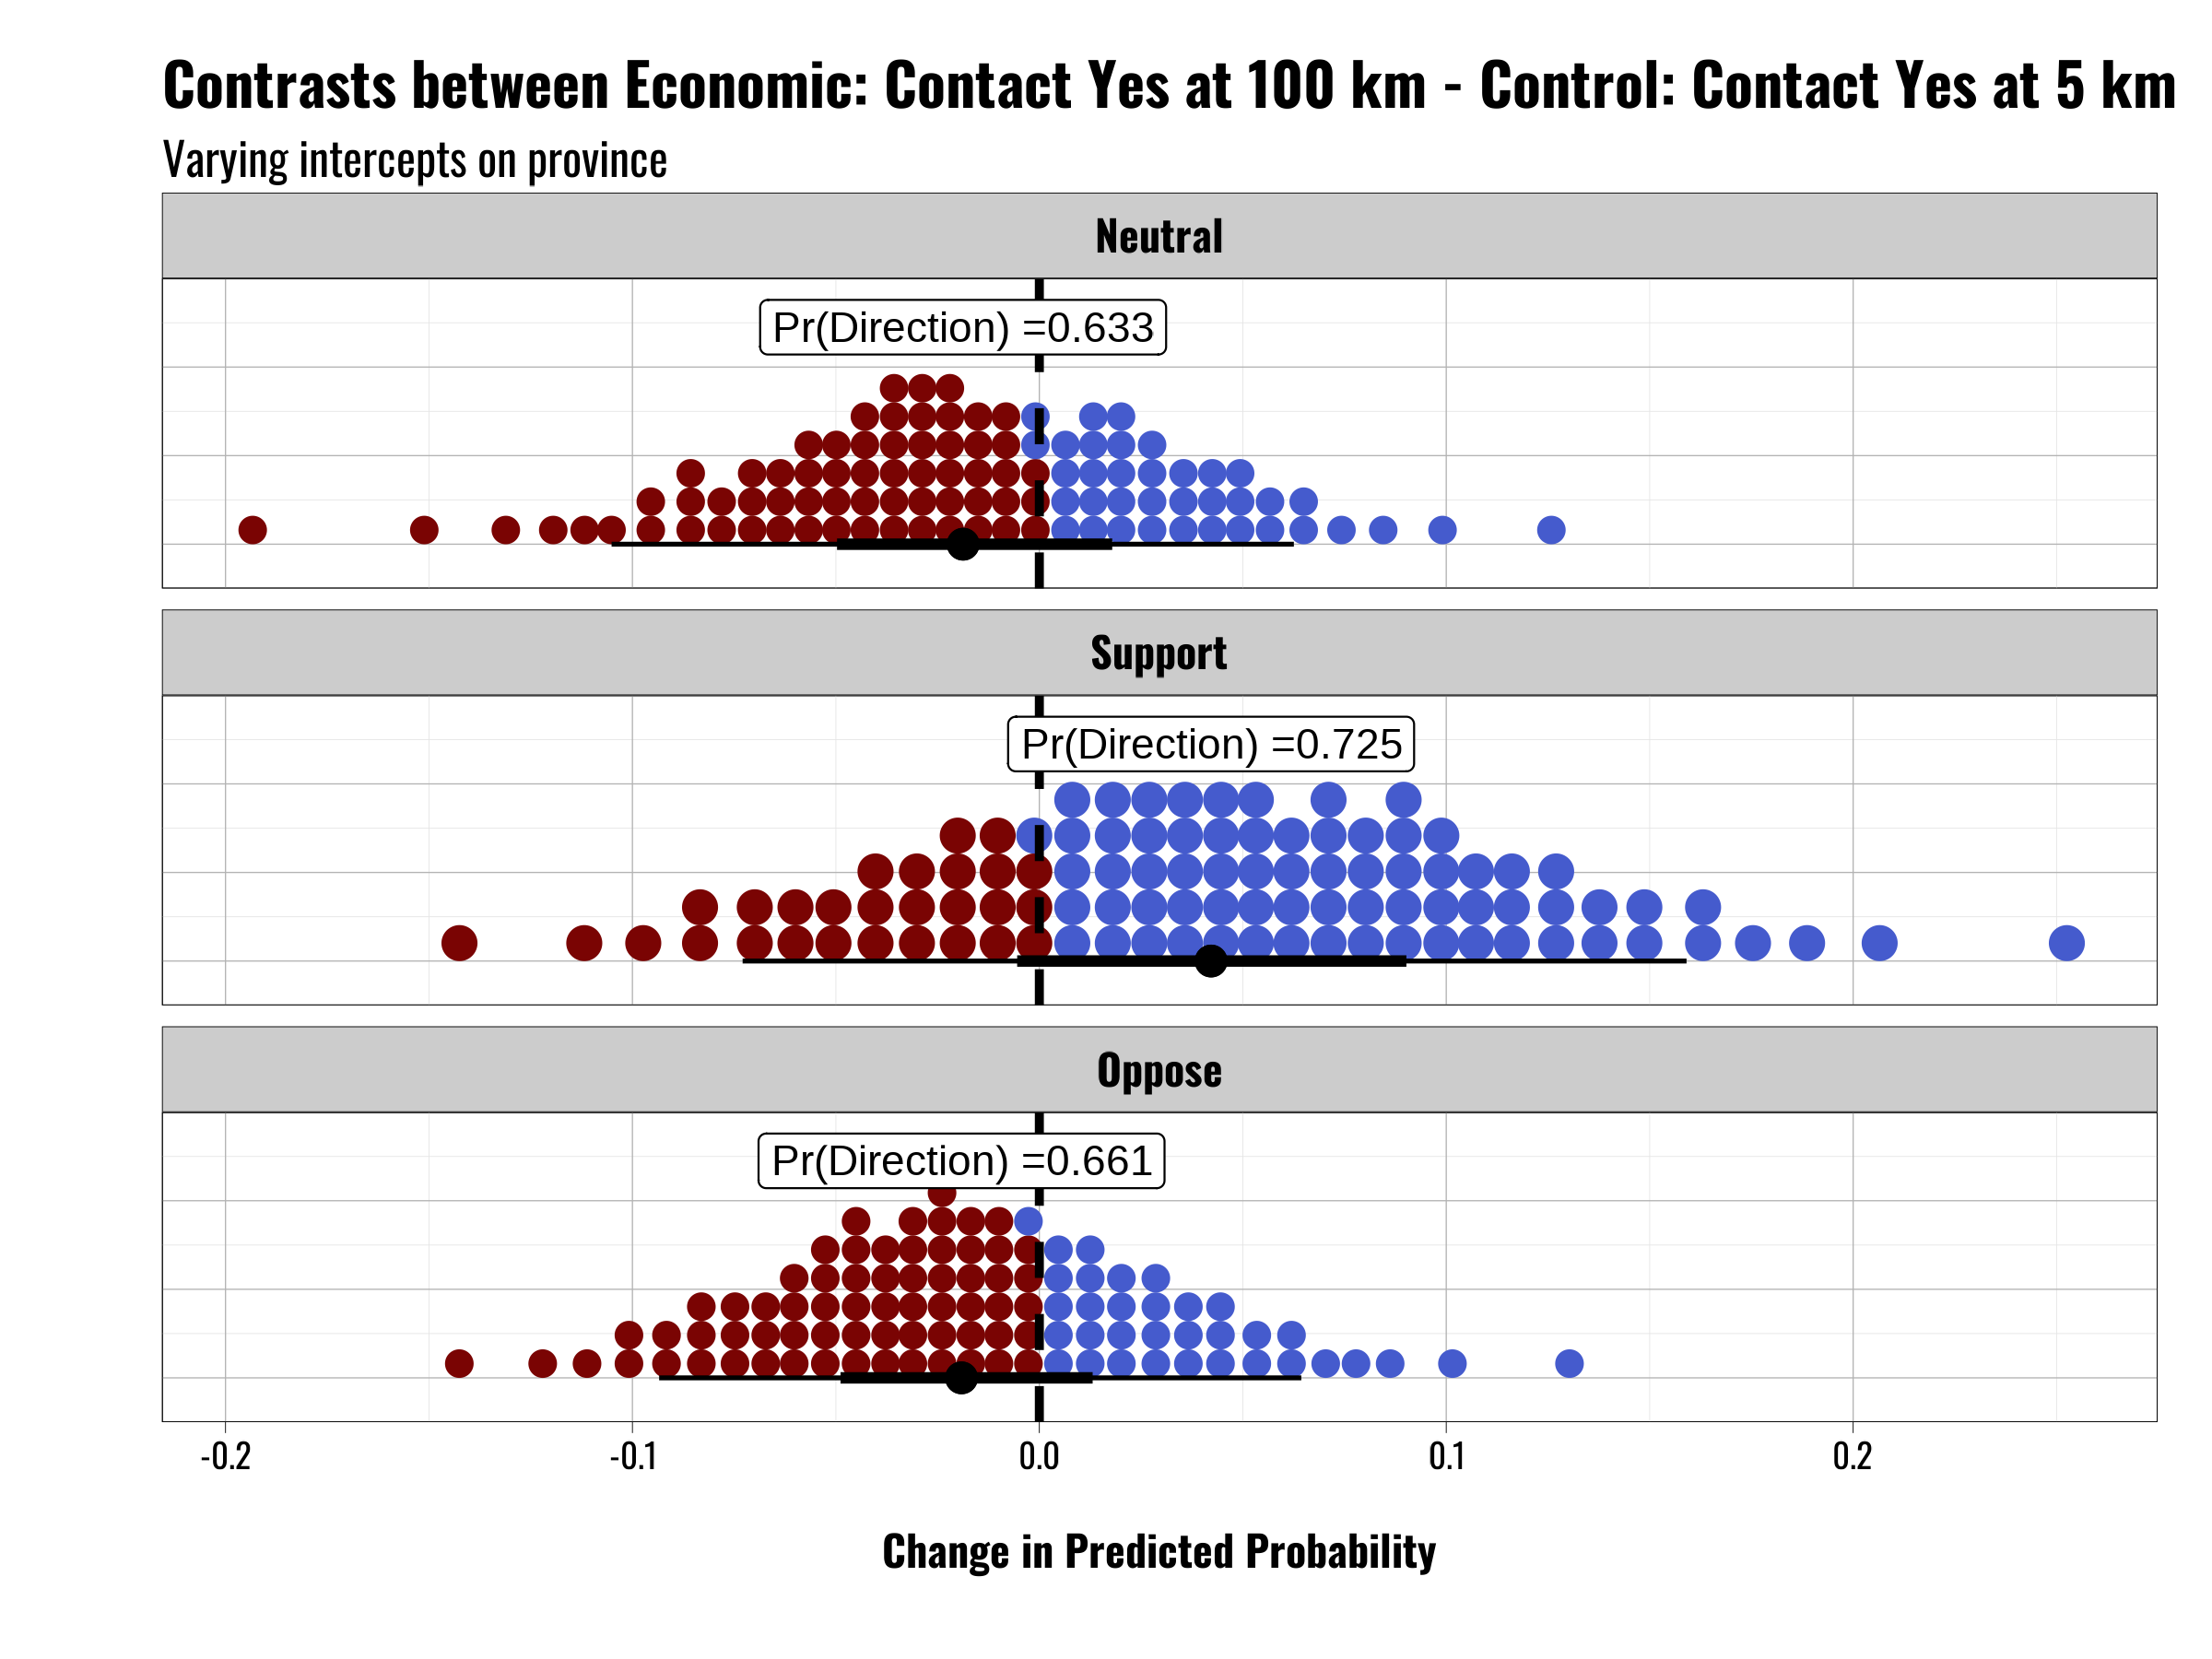 Contrasts between Economic: Contact Yes at 100 km - Control: Contact Yes at 5 km
Varying intercepts on province
Neutral
Pr(Direction) =0.633
Support
Pr(Direction) =0.725
Oppose
Pr(Direction) =0.661
-0.2 -0.1 0.0 0.1 0.2
Change in Predicted Probability